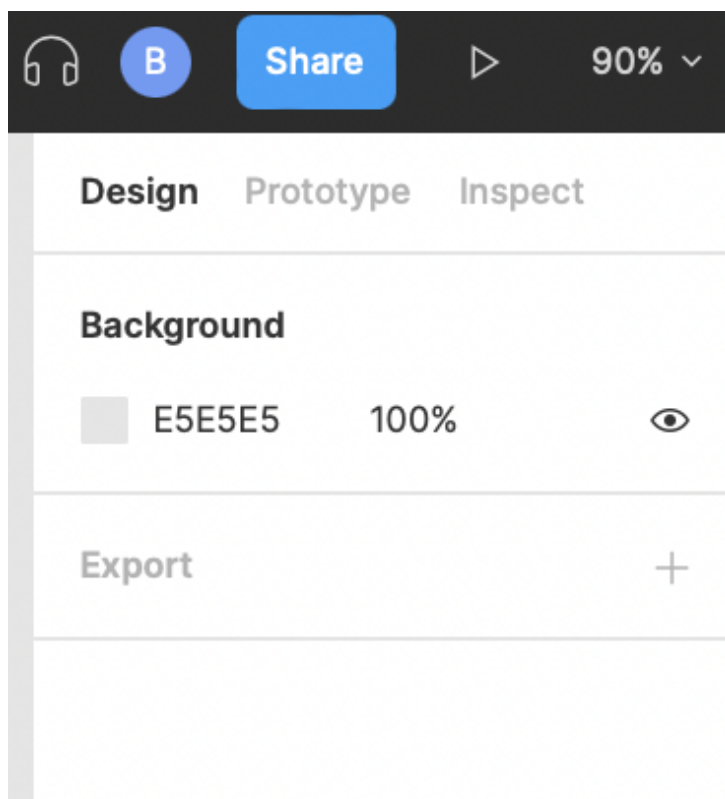 B Share 90%
Design Prototype Inspect
Background
E5E5E5 100%
Export